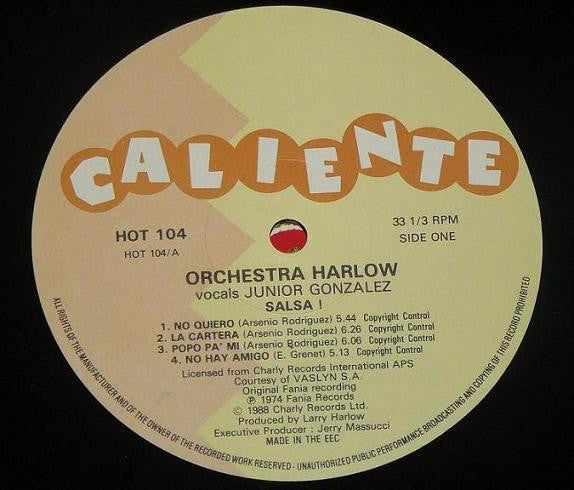 CALIENTE
HOT 104
HOT 104/A
33 1/3 RPM
SIDE ONE
ORCHESTRA HARLOW
vocals JUNIOR GONZALEZ
SALSA !
1. NO QUIERO (Arsenio Rodriguez) 5.44 Copyright Control
2. LA CARTERA (Arsenio Rodriguez) 6.26 Copyright Control
3. POPO PA' MI (Arsenio Rodriguez) 6.06 Copyright Control
4. NO HAY AMIGO (E. Grenet) 5.13 Copyright Control
Licensed from Charly Records International APS
Courtesy of VASLYN S.A.
Original Fania recording
℗ 1974 Fania Records
© 1988 Charly Records Ltd.
Produced by Larry Harlow
Executive Producer : Jerry Massucci
MADE IN THE EEC
ALL RIGHTS OF THE MANUFACTURER AND OF THE OWNER OF THE RECORDED WORK RESERVED - UNAUTHORIZED PUBLIC PERFORMANCE BROADCASTING AND COPYING OF THIS RECORD PROHIBITED